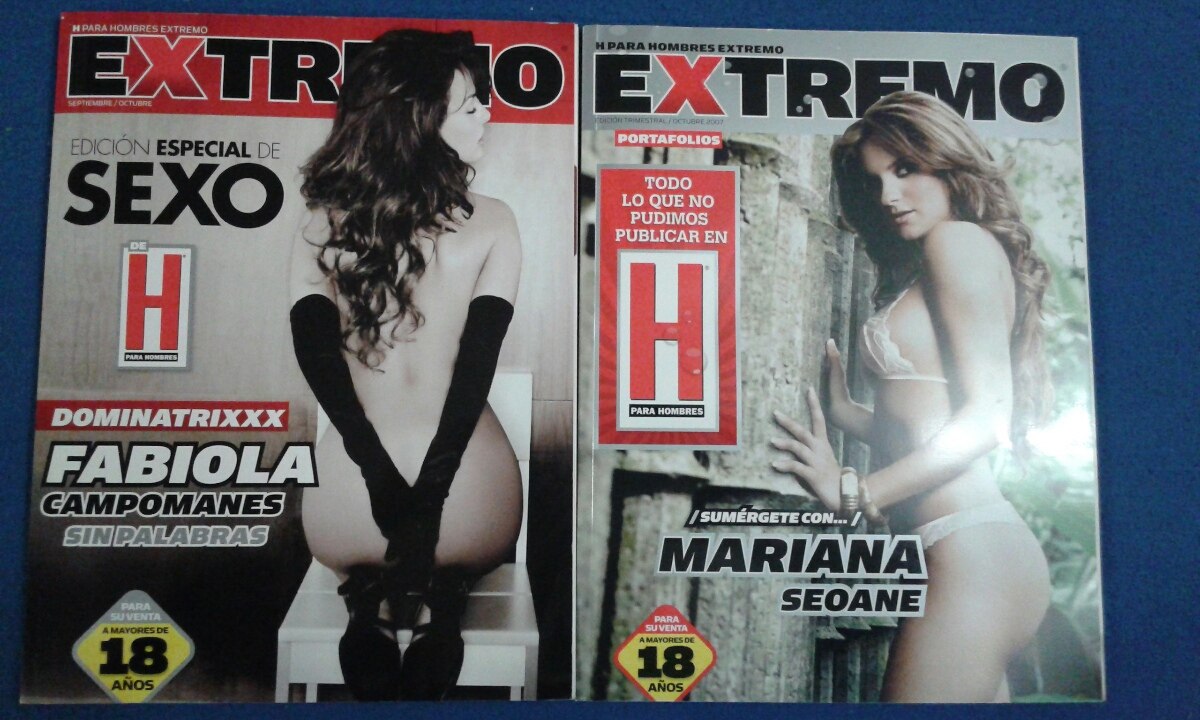 H PARA HOMBRES EXTREMO
EXTREMO
SEPTIEMBRE / OCTUBRE
EDICIÓN ESPECIAL DE
SEXO
DE
H
PARA HOMBRES
DOMINATRIXXX
FABIOLA
CAMPOMANES
SIN PALABRAS
PARA
SU VENTA
A MAYORES DE
18
AÑOS
H PARA HOMBRES EXTREMO
EXTREMO
EDICIÓN TRIMESTRAL / OCTUBRE 2007
PORTAFOLIOS
TODO
LO QUE NO
PUDIMOS
PUBLICAR EN
H
PARA HOMBRES
/ SUMÉRGETE CON... /
MARIANA
SEOANE
PARA
SU VENTA
A MAYORES DE
18
AÑOS